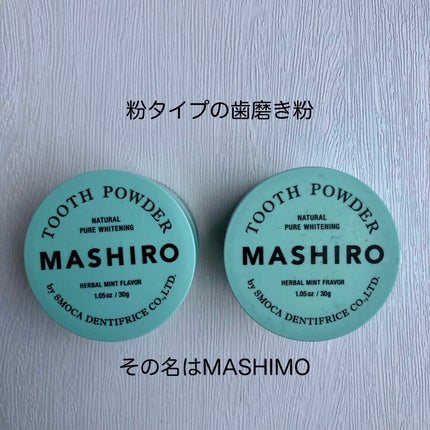 粉タイプの歯磨き粉
TOOTH POWDER
NATURAL
PURE WHITENING
MASHIRO
HERBAL MINT FLAVOR
1.05oz / 30g
by SMOCA DENTIFRICE CO.,LTD.
TOOTH POWDER
NATURAL
PURE WHITENING
MASHIRO
HERBAL MINT FRAVOR
1.05oz / 30g
by SMOCA DENTIFRICE CO.,LTD.
その名はMASHIMO